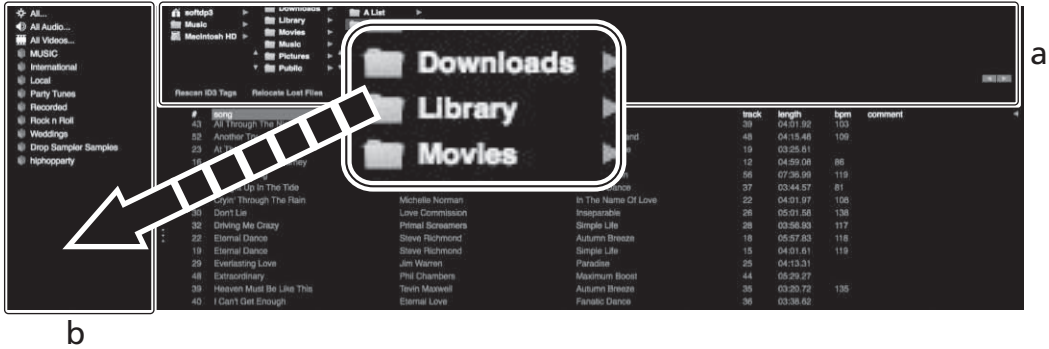 All...
All Audio...
All Videos...
MUSIC
International
Local
Party Tunes
Recorded
Rock n Roll
Weddings
Drop Sampler Samples
hiphopparty
softdp3
Music
Macintosh HD
Downloads
Library
Movies
Music
Pictures
Public
A List
Rescan ID3 Tags Relocate Lost Files
Downloads
Library
Movies
a
# song track length bpm comment
43 All Through The 39 04:01.92 103
52 Another 48 04:15.48 109
23 At 19 03:25.61
12 04:59.08 86
56 07:36.99 119
Up In The Tide 37 03:44.57 81
Cryin' Through The Rain Michelle Norman In The Name Of Love 22 04:01.97 108
30 Don't Lie Love Commission Inseparable 26 05:01.58 138
32 Driving Me Crazy Primal Screamers Simple Life 28 03:56.93 117
22 Eternal Dance Steve Richmond Autumn Breeze 18 05:57.83 116
19 Eternal Dance Steve Richmond Simple Life 15 04:01.61 119
29 Everlasting Love Jim Warren Paradise 25 04:13.31
48 Extraordinary Phil Chambers Maximum Boost 44 05:29.27
39 Heaven Must Be Like This Tevin Maxwell Autumn Breeze 35 03:20.72 135
40 I Can't Get Enough Eternal Love Fanatic Dance 36 03:38.62
b